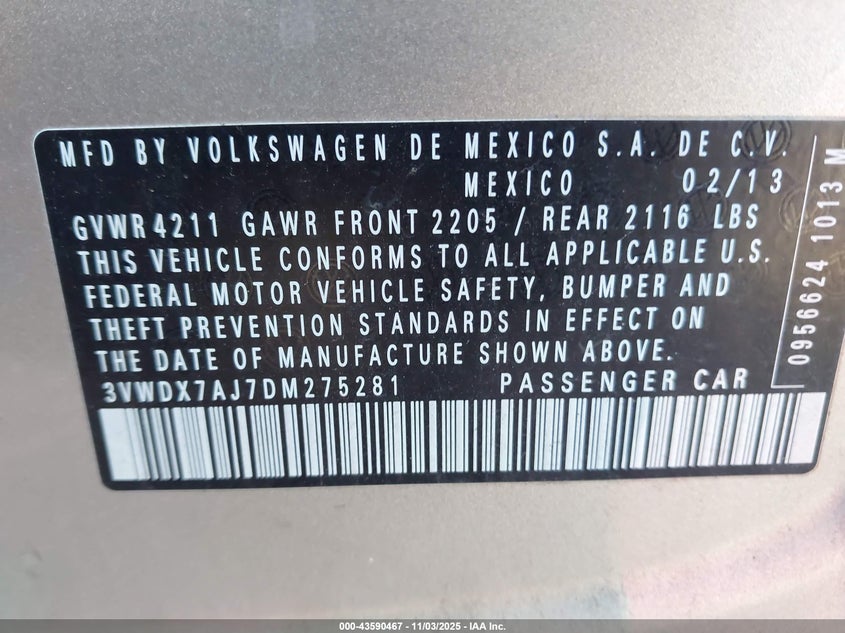 MFD BY VOLKSWAGEN DE MEXICO S.A. DE C.V.
MEXICO 02/13
GVWR 4211 GAWR FRONT 2205 / REAR 2116 LBS
THIS VEHICLE CONFORMS TO ALL APPLICABLE U.S.
FEDERAL MOTOR VEHICLE SAFETY, BUMPER AND
THEFT PREVENTION STANDARDS IN EFFECT ON
THE DATE OF MANUFACTURE SHOWN ABOVE.
3VWDX7AJ7DM275281 PASSENGER CAR
0956624 1013 M
000-43590467 - 11/03/2025 - IAA Inc.